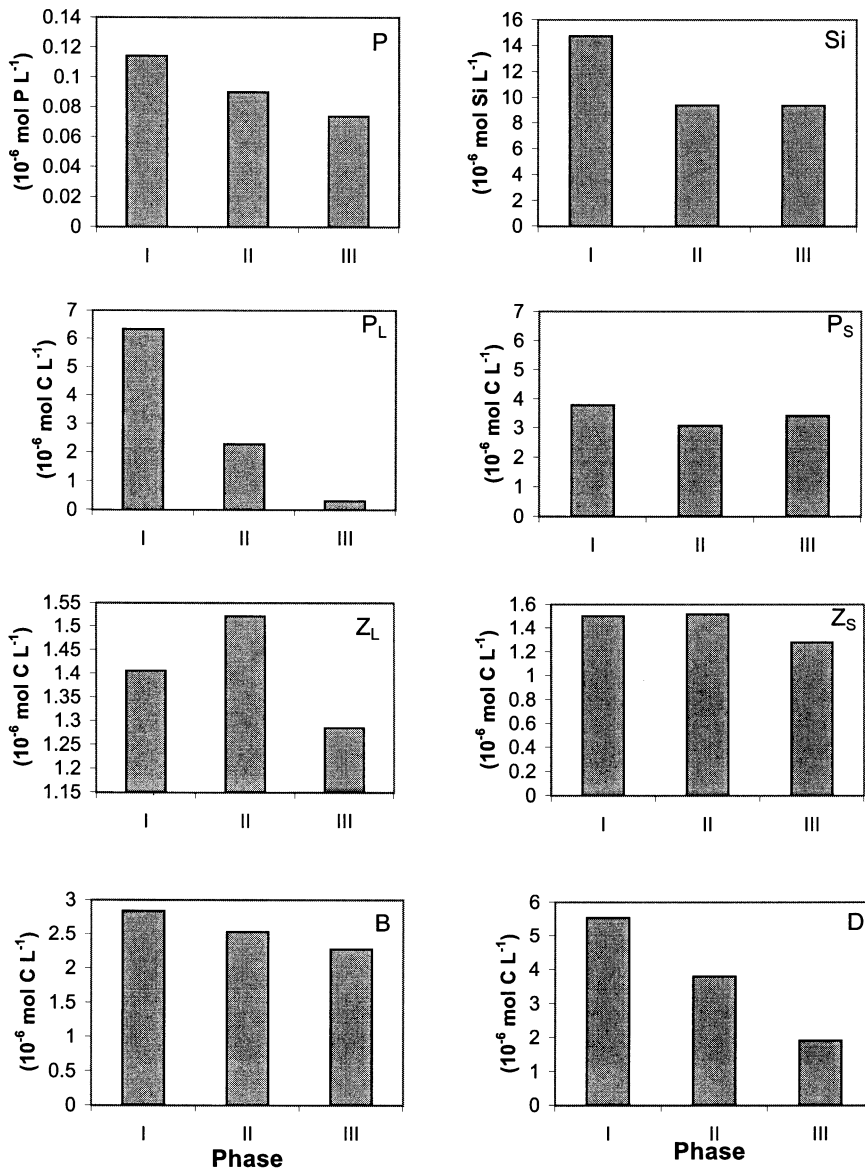 P
(10⁻⁶ mol P L⁻¹)
0.14
0.12
0.1
0.08
0.06
0.04
0.02
0
I II III
Si
(10⁻⁶ mol Si L⁻¹)
16
14
12
10
8
6
4
2
0
I II III
P_L
(10⁻⁶ mol C L⁻¹)
7
6
5
4
3
2
1
0
I II III
P_S
(10⁻⁶ mol C L⁻¹)
7
6
5
4
3
2
1
0
I II III
Z_L
(10⁻⁶ mol C L⁻¹)
1.55
1.5
1.45
1.4
1.35
1.3
1.25
1.2
1.15
I II III
Z_S
(10⁻⁶ mol C L⁻¹)
1.6
1.4
1.2
1
0.8
0.6
0.4
0.2
0
I II III
B
(10⁻⁶ mol C L⁻¹)
3
2.5
2
1.5
1
0.5
0
I II III
Phase
D
(10⁻⁶ mol C L⁻¹)
6
5
4
3
2
1
0
I II III
Phase